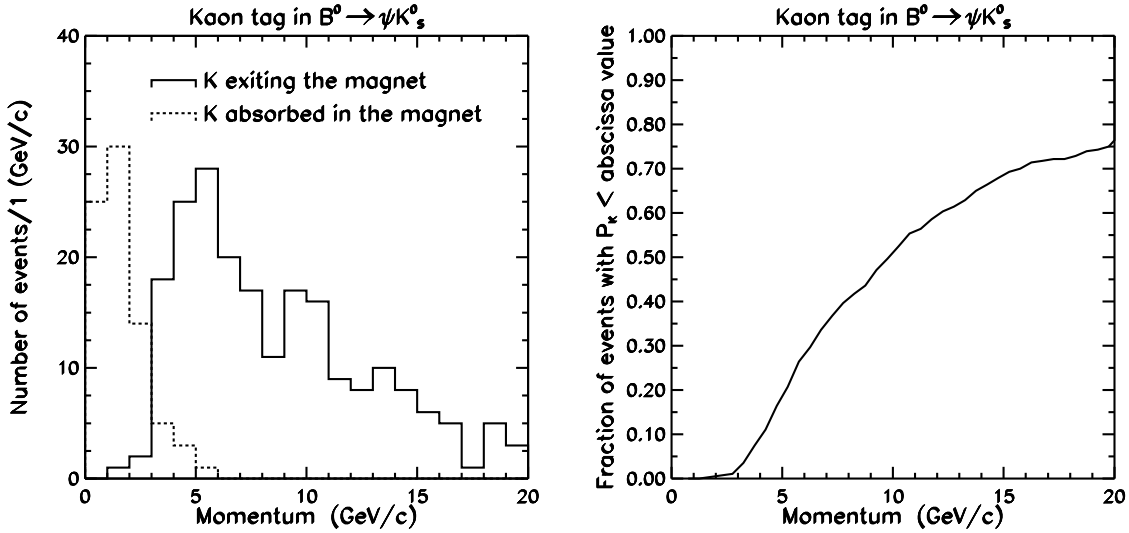 Kaon tag in B⁰→ψK⁰ₛ
40
30
20
10
0
Number of events/1 (GeV/c)
K exiting the magnet
K absorbed in the magnet
0 5 10 15 20
Momentum (GeV/c)
Kaon tag in B⁰→ψK⁰ₛ
1.00
0.90
0.80
0.70
0.60
0.50
0.40
0.30
0.20
0.10
0.00
Fraction of events with Pₖ < abscissa value
0 5 10 15 20
Momentum (GeV/c)